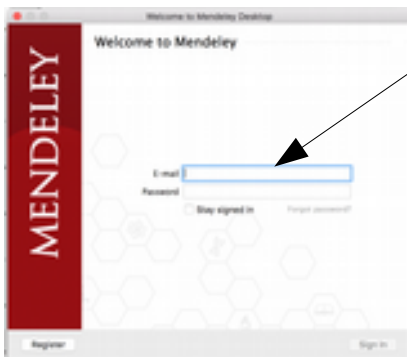 Welcome to Mendeley Desktop
Welcome to Mendeley
MENDELEY
E-mail
Password
Stay signed in
Forgot password?
Register
Sign In